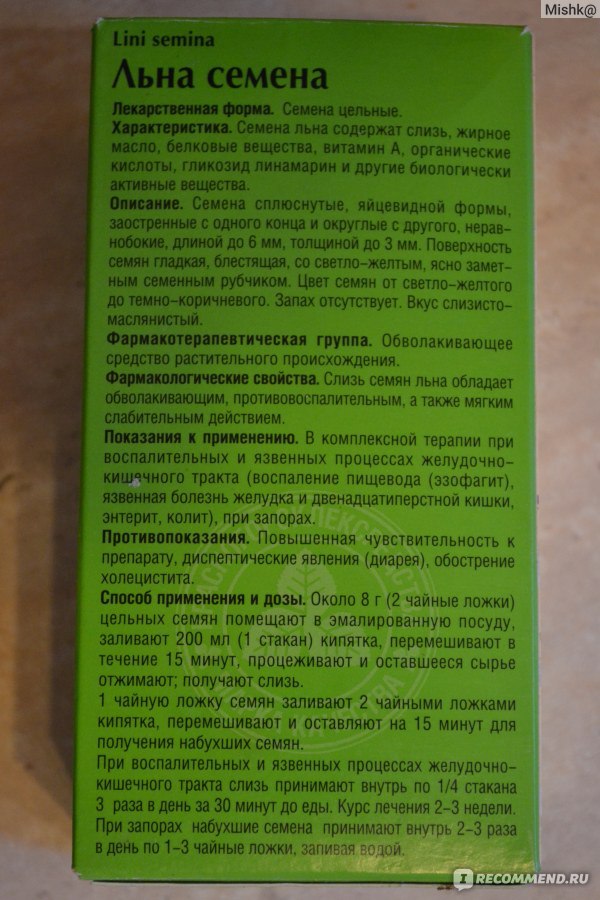 Mishk@
Lini semina
Льна семена
Лекарственная форма. Семена цельные.
Характеристика. Семена льна содержат слизь, жирное
масло, белковые вещества, витамин А, органические
кислоты, гликозид линамарин и другие биологически
активные вещества.
Описание. Семена сплюснутые, яйцевидной формы,
заостренные с одного конца и округлые с другого, нерав-
нобокие, длиной до 6 мм, толщиной до 3 мм. Поверхность
семян гладкая, блестящая, со светло-желтым, ясно замет-
ным семенным рубчиком. Цвет семян от светло-желтого
до темно-коричневого. Запах отсутствует. Вкус слизисто-
маслянистый.
Фармакотерапевтическая группа. Обволакивающее
средство растительного происхождения.
Фармакологические свойства. Слизь семян льна обладает
обволакивающим, противовоспалительным, а также мягким
слабительным действием.
Показания к применению. В комплексной терапии при
воспалительных и язвенных процессах желудочно-
кишечного тракта (воспаление пищевода (эзофагит),
язвенная болезнь желудка и двенадцатиперстной кишки,
энтерит, колит), при запорах.
Противопоказания. Повышенная чувствительность к
препарату, диспептические явления (диарея), обострение
холецистита.
Способ применения и дозы. Около 8 г (2 чайные ложки)
цельных семян помещают в эмалированную посуду,
заливают 200 мл (1 стакан) кипятка, перемешивают в
течение 15 минут, процеживают и оставшееся сырье
отжимают; получают слизь.
1 чайную ложку семян заливают 2 чайными ложками
кипятка, перемешивают и оставляют на 15 минут для
получения набухших семян.
При воспалительных и язвенных процессах желудочно-
кишечного тракта слизь принимают внутрь по 1/4 стакана
3 раза в день за 30 минут до еды. Курс лечения 2-3 недели.
При запорах набухшие семена принимают внутрь 2-3 раза
в день по 1-3 чайные ложки, запивая водой.
IRECOMMEND.RU